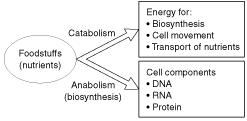 Energy for:
• Biosynthesis
• Cell movement
• Transport of nutrients
Catabolism
Foodstuffs
(nutrients)
Anabolism
(biosynthesis)
Cell components
• DNA
• RNA
• Protein